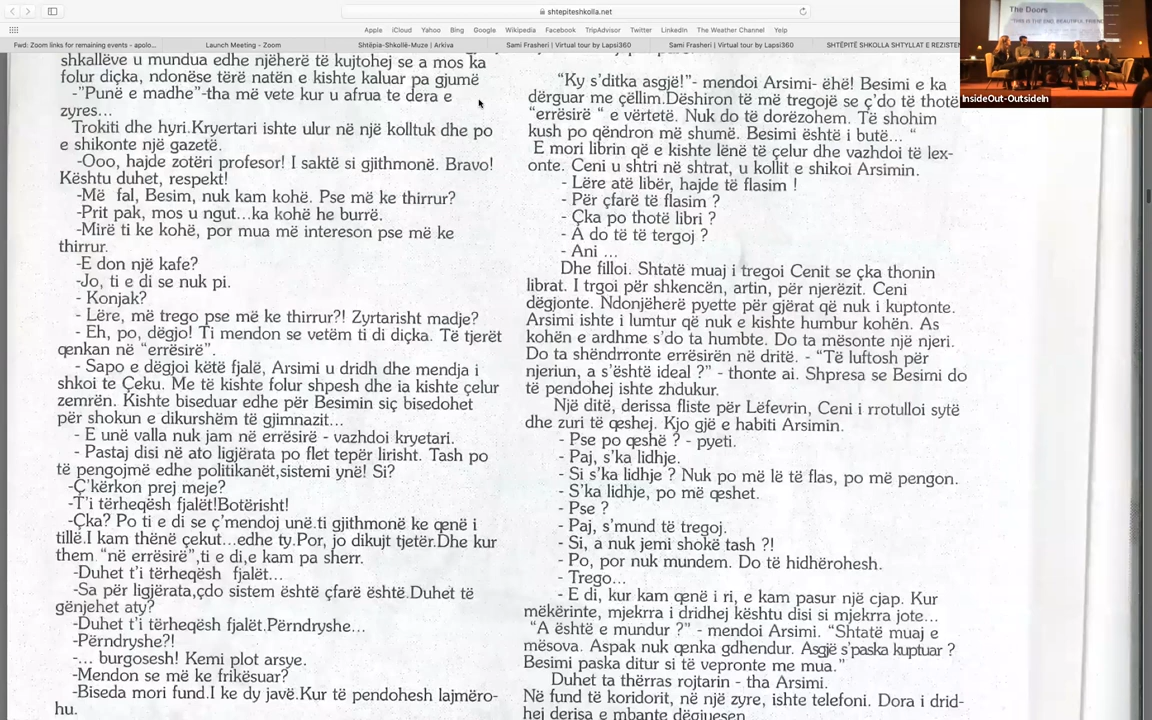 shtepiteshkolla.net
Apple iCloud Yahoo Bing Google Wikipedia Facebook TripAdvisor Twitter LinkedIn The Weather Channel Yelp
Fwd: Zoom links for remaining events - apolo...
Launch Meeting - Zoom
Shtëpia-Shkollë-Muze | Arkiva
Sami Frasheri | Virtual tour by Lapsi360
Sami Frasheri | Virtual tour by Lapsi360
SHTËPITË SHKOLLA SHTYLLAT E REZISTEN
The Doors
"THIS IS THE END, BEAUTIFUL FRIEND
InsideOut-OutsideIn
shkallëve u mundua edhe njëherë të kujtohej se a mos ka
folur diçka, ndonëse tërë natën e kishte kaluar pa gjumë
-"Punë e madhe"-tha më vete kur u afrua te dera e
zyres...
Trokiti dhe hyri.Kryertari ishte ulur në një kolltuk dhe po
e shikonte një gazetë.
-Ooo, hajde zotëri profesor! I saktë si gjithmonë. Bravo!
Kështu duhet, respekt!
-Më fal, Besim, nuk kam kohë. Pse më ke thirrur?
-Prit pak, mos u ngut...ka kohë he burrë.
-Mirë ti ke kohë, por mua më intereson pse më ke
thirrur.
-E don një kafe?
-Jo, ti e di se nuk pi.
- Konjak?
- Lëre, më trego pse më ke thirrur?! Zyrtarisht madje?
- Eh, po, dëgjo! Ti mendon se vetëm ti di diçka. Të tjerët
qenkan në "errësirë".
- Sapo e dëgjoi këtë fjalë, Arsimi u dridh dhe mendja i
shkoi te Çeku. Me të kishte folur shpesh dhe ia kishte çelur
zemrën. Kishte biseduar edhe për Besimin siç bisedohet
për shokun e dikurshëm të gjimnazit...
- E unë valla nuk jam në errësirë - vazhdoi kryetari.
- Pastaj disi në ato ligjërata po flet tepër lirisht. Tash po
të pengojmë edhe politikanët,sistemi ynë! Si?
-Ç'kërkon prej meje?
-T'i tërheqësh fjalët!Botërisht!
-Çka? Po ti e di se ç'mendoj unë.ti gjithmonë ke qenë i
tillë.I kam thënë çekut...edhe ty.Por, jo dikujt tjetër.Dhe kur
them "në errësirë",ti e di,e kam pa sherr.
-Duhet t'i tërheqësh fjalët...
-Sa për ligjërata,çdo sistem është çfarë është.Duhet të
gënjehet aty?
-Duhet t'i tërheqësh fjalët.Përndryshe...
-Përndryshe?!
-... burgosesh! Kemi plot arsye.
-Mendon se më ke frikësuar?
-Biseda mori fund.I ke dy javë.Kur të pendohesh lajmëro-
hu.
"Ky s'ditka asgjë!"- mendoi Arsimi- ëhë! Besimi e ka
dërguar me çëllim.Dëshiron të më tregojë se ç'do të thotë
"errësirë " e vërtetë. Nuk do të dorëzohem. Të shohim
kush po qëndron më shumë. Besimi është i butë... "
E mori librin që e kishte lënë të çelur dhe vazhdoi të lex-
onte. Ceni u shtri në shtrat, u kollit e shikoi Arsimin.
- Lëre atë libër, hajde të flasim !
- Për çfarë të flasim ?
- Çka po thotë libri ?
- A do të të tergoj ?
- Ani ...
Dhe filloi. Shtatë muaj i tregoi Cenit se çka thonin
librat. I trgoi për shkencën, artin, për njerëzit. Ceni
dëgjonte. Ndonjëherë pyette për gjërat që nuk i kuptonte.
Arsimi ishte i lumtur që nuk e kishte humbur kohën. As
kohën e ardhme s'do ta humbte. Do ta mësonte një njeri.
Do ta shëndrronte errësirën në dritë. - "Të luftosh për
njeriun, a s'është ideal ?" - thonte ai. Shpresa se Besimi do
të pendohej ishte zhdukur.
Një ditë, derissa fliste për Lëfevrin, Ceni i rrotulloi sytë
dhe zuri të qeshej. Kjo gjë e habiti Arsimin.
- Pse po qeshë ? - pyeti.
- Paj, s'ka lidhje.
- Si s'ka lidhje ? Nuk po më lë të flas, po më pengon.
- S'ka lidhje, po më qeshet.
- Pse ?
- Paj, s'mund të tregoj.
- Si, a nuk jemi shokë tash ?!
- Po, por nuk mundem. Do të hidhërohesh.
- Trego...
- E di, kur kam qenë i ri, e kam pasur një cjap. Kur
mëkërinte, mjekrra i dridhej kështu disi si mjekrra jote...
"A është e mundur ?" - mendoi Arsimi. "Shtatë muaj e
mësova. Aspak nuk qenka gdhendur. Asgjë s'paska kuptuar ?
Besimi paska ditur si të vepronte me mua."
Duhet ta thërras rojtarin - tha Arsimi.
Në fund të koridorit, në një zyre, ishte telefoni. Dora i drid-
hej derisa e mbante dëgjuesen